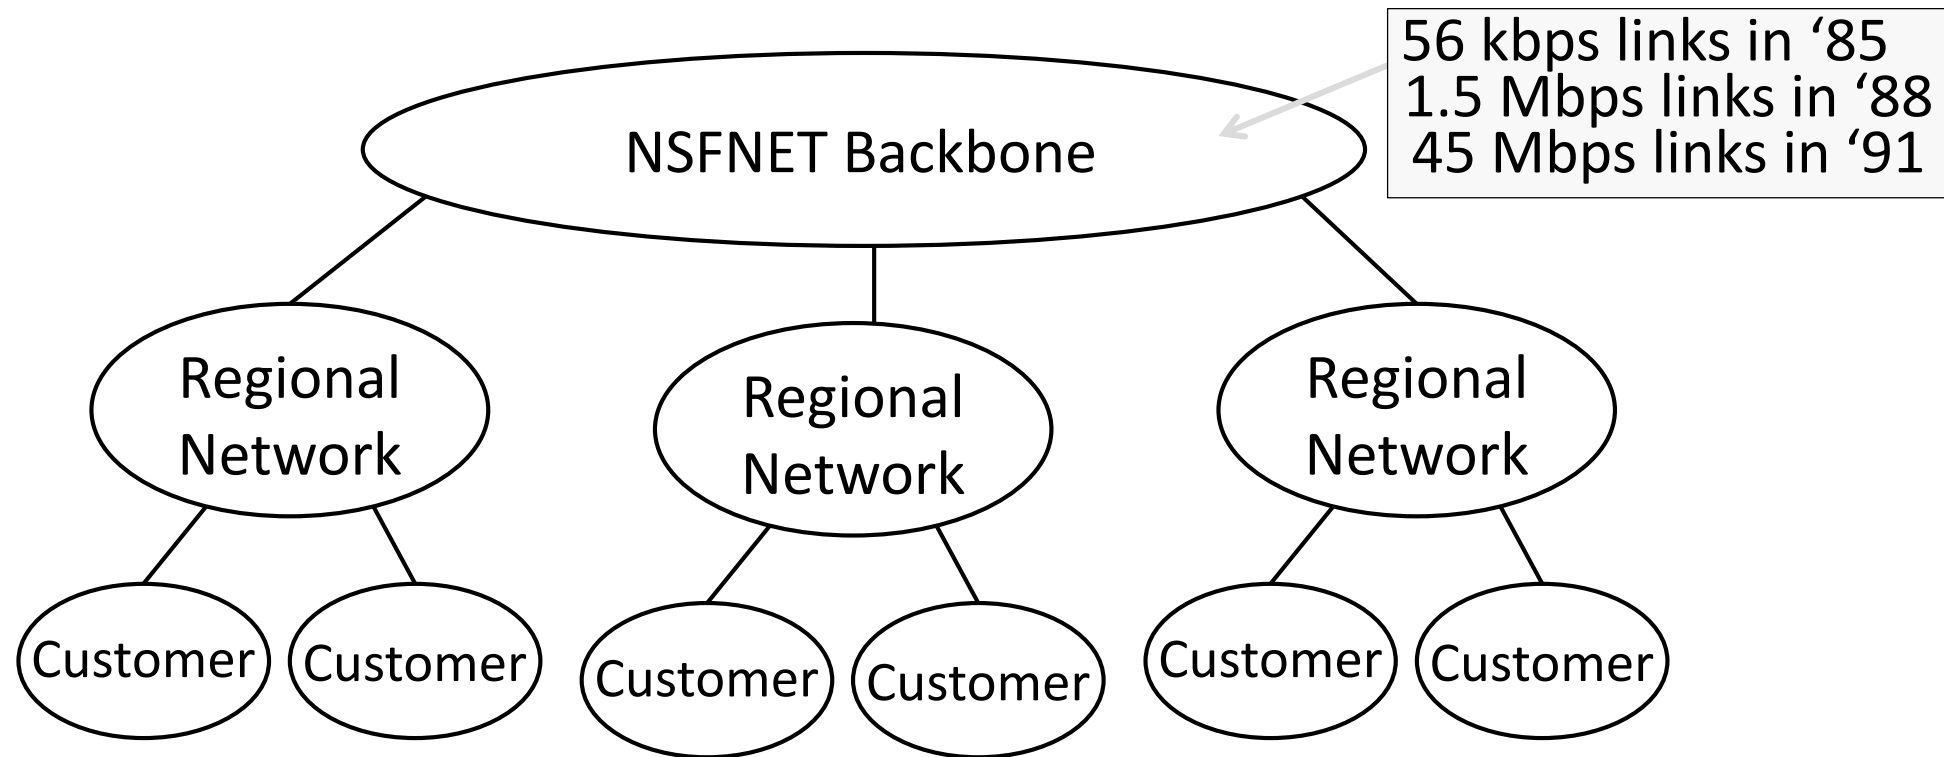 56 kbps links in ‘85
1.5 Mbps links in ‘88
45 Mbps links in ‘91
NSFNET Backbone
Regional
Network
Regional
Network
Regional
Network
Customer
Customer
Customer
Customer
Customer
Customer